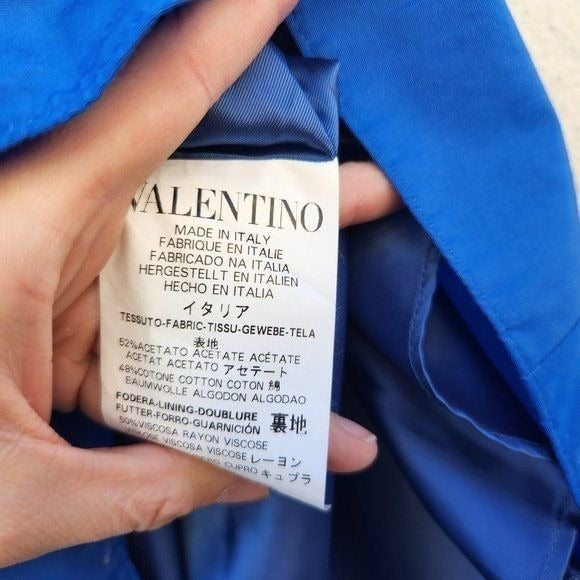 VALENTINO
MADE IN ITALY
FABRIQUE EN ITALIE
FABRICADO NA ITALIA
HERGESTELLT EN ITALIEN
HECHO EN ITALIA
イタリア
TESSUTO-FABRIC-TISSU-GEWEBE-TELA
表地
52%ACETATO ACETATE ACÉTATE
ACETAT ACETATO アセテート
48%COTONE COTTON COTON 綿
BAUMWOLLE ALGODON ALGODAO
FODERA-LINING-DOUBLURE 裏地
FUTTER-FORRO-GUARNICIÓN
50%VISCOSA RAYON VISCOSE
VISCOSA VISCOSE レーヨン
CUPRO キュプラ